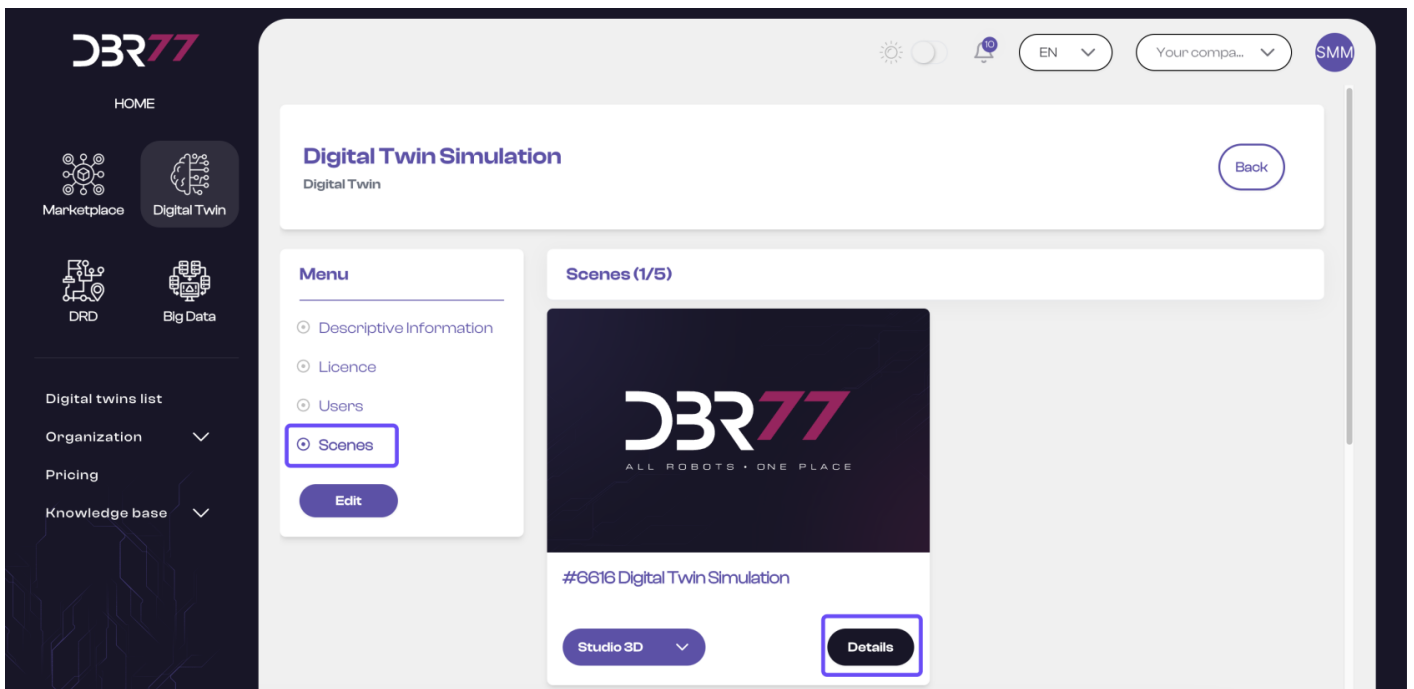 DBR77
HOME
Marketplace
Digital Twin
DRD
Big Data
Digital twins list
Organization
Pricing
Knowledge base
10
EN
Your compa...
SMM
Digital Twin Simulation
Digital Twin
Back
Menu
Descriptive Information
Licence
Users
Scenes
Edit
Scenes (1/5)
DBR77
ALL ROBOTS • ONE PLACE
#6616 Digital Twin Simulation
Studio 3D
Details